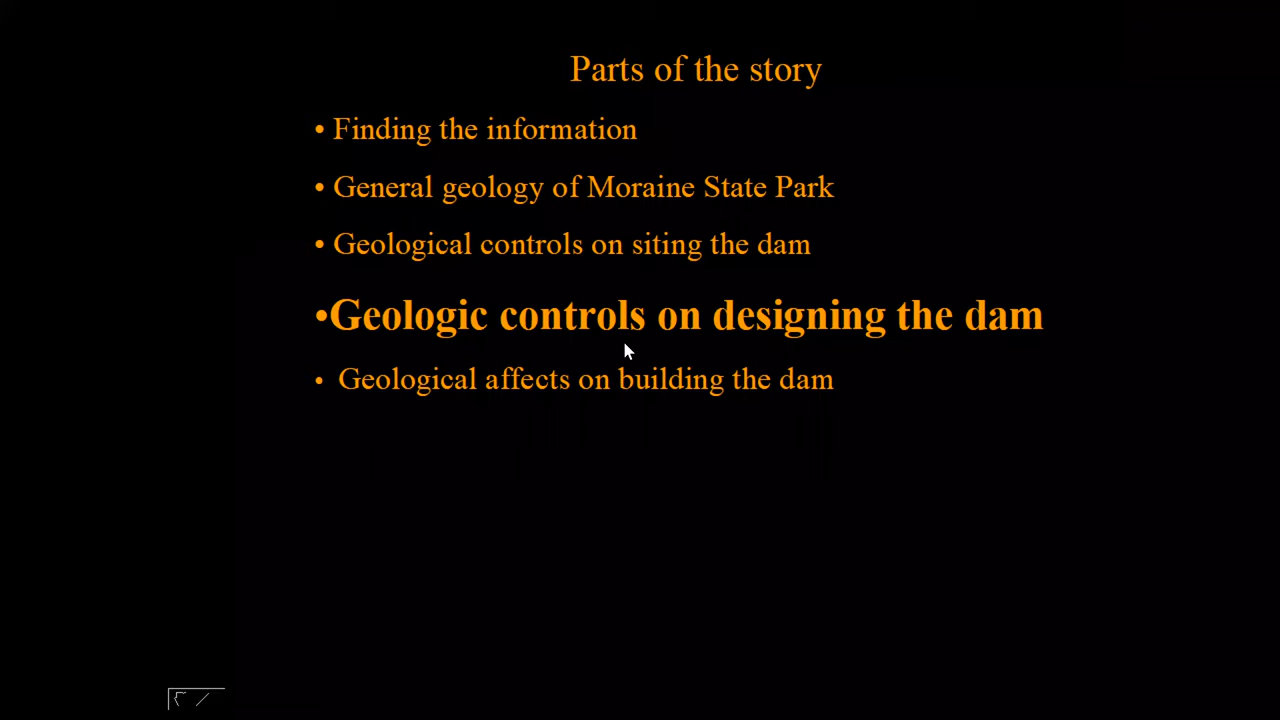 Parts of the story
• Finding the information
• General geology of Moraine State Park
• Geological controls on siting the dam
•Geologic controls on designing the dam
• Geological affects on building the dam